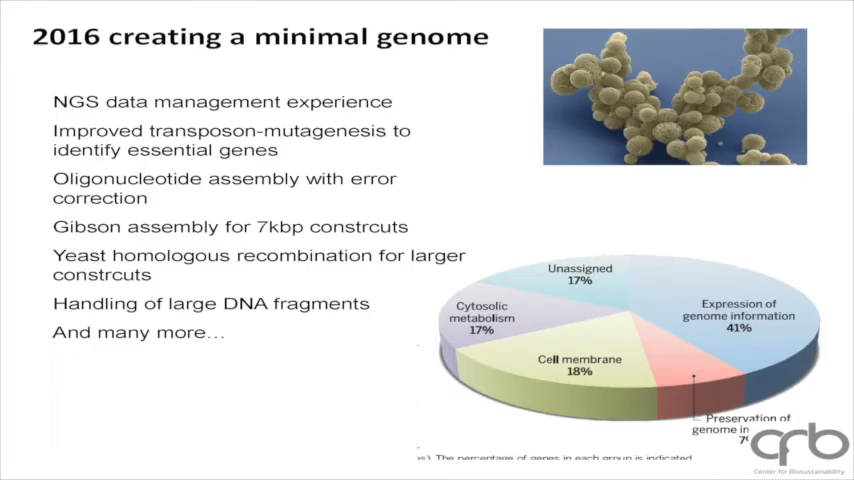 2016 creating a minimal genome
NGS data management experience
Improved transposon-mutagenesis to
identify essential genes
Oligonucleotide assembly with error
correction
Gibson assembly for 7kbp constrcuts
Yeast homologous recombination for larger
constrcuts
Handling of large DNA fragments
And many more…
Unassigned
17%
Cytosolic
metabolism
17%
Expression of
genome information
41%
Cell membrane
18%
Preservation of
genome in
7%
es). The percentage of genes in each group is indicated
crb
Center for Biosustainability